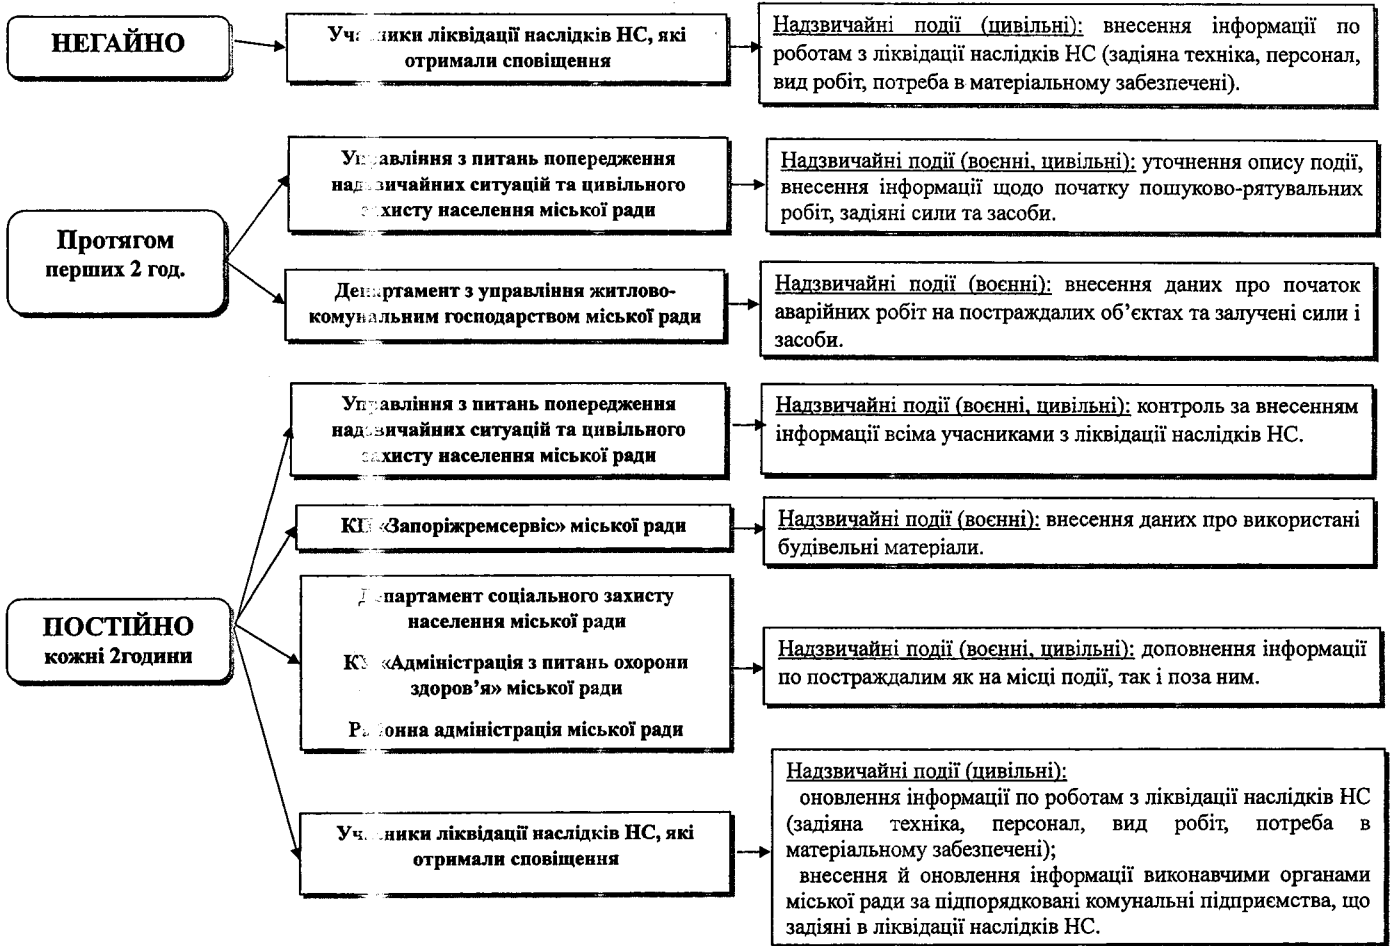 НЕГАЙНО
Учасники ліквідації наслідків НС, які
отримали сповіщення
Надзвичайні події (цивільні): внесення інформації по
роботам з ліквідації наслідків НС (задіяна техніка, персонал,
вид робіт, потреба в матеріальному забезпечені).
Протягом
перших 2 год.
Управління з питань попередження
надзвичайних ситуацій та цивільного
захисту населення міської ради
Надзвичайні події (воєнні, цивільні): уточнення опису події,
внесення інформації щодо початку пошуково-рятувальних
робіт, задіяні сили та засоби.
Департамент з управління житлово-
комунальним господарством міської ради
Надзвичайні події (воєнні): внесення даних про початок
аварійних робіт на постраждалих об’єктах та залучені сили і
засоби.
ПОСТІЙНО
кожні 2години
Управління з питань попередження
надзвичайних ситуацій та цивільного
захисту населення міської ради
Надзвичайні події (воєнні, цивільні): контроль за внесенням
інформації всіма учасниками з ліквідації наслідків НС.
КП «Запоріжремсервіс» міської ради
Надзвичайні події (воєнні): внесення даних про використані
будівельні матеріали.
Департамент соціального захисту
населення міської ради
КУ «Адміністрація з питань охорони
здоров’я» міської ради
Районна адміністрація міської ради
Надзвичайні події (воєнні, цивільні): доповнення інформації
по постраждалим як на місці події, так і поза ним.
Учасники ліквідації наслідків НС, які
отримали сповіщення
Надзвичайні події (цивільні):
оновлення інформації по роботам з ліквідації наслідків НС
(задіяна техніка, персонал, вид робіт, потреба в
матеріальному забезпечені);
внесення й оновлення інформації виконавчими органами
міської ради за підпорядковані комунальні підприємства, що
задіяні в ліквідації наслідків НС.